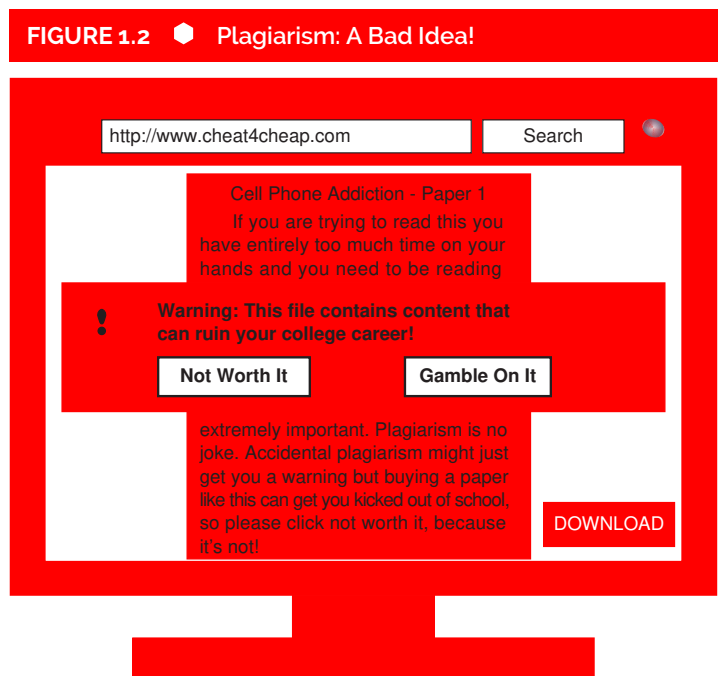 FIGURE 1.2 Plagiarism: A Bad Idea!
http://www.cheat4cheap.com Search
Cell Phone Addiction - Paper 1
If you are trying to read this you
have entirely too much time on your
hands and you need to be reading
! Warning: This file contains content that
can ruin your college career!
Not Worth It Gamble On It
extremely important. Plagiarism is no
joke. Accidental plagiarism might just
get you a warning but buying a paper
like this can get you kicked out of school,
so please click not worth it, because
it's not!
DOWNLOAD